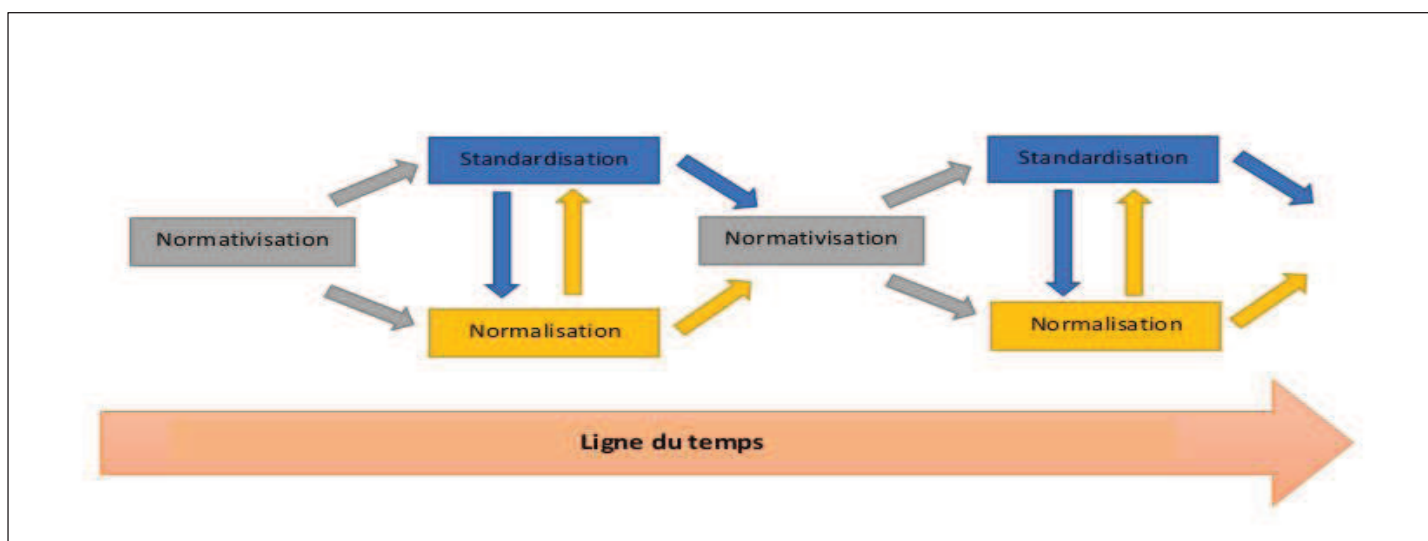 Standardisation
Standardisation
Normativisation
Normativisation
Normalisation
Normalisation
Ligne du temps